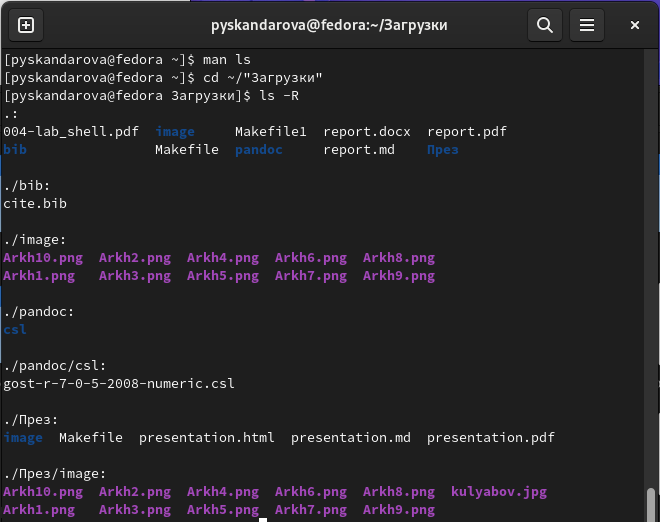 pyskandarova@fedora:~/Загрузки
[pyskandarova@fedora ~]$ man ls
[pyskandarova@fedora ~]$ cd ~/"Загрузки"
[pyskandarova@fedora Загрузки]$ ls -R
.:
004-lab_shell.pdf  image     Makefile1  report.docx  report.pdf
bib                Makefile  pandoc     report.md    През

./bib:
cite.bib

./image:
Arkh10.png  Arkh2.png  Arkh4.png  Arkh6.png  Arkh8.png
Arkh1.png   Arkh3.png  Arkh5.png  Arkh7.png  Arkh9.png

./pandoc:
csl

./pandoc/csl:
gost-r-7-0-5-2008-numeric.csl

./През:
image  Makefile  presentation.html  presentation.md  presentation.pdf

./През/image:
Arkh10.png  Arkh2.png  Arkh4.png  Arkh6.png  Arkh8.png  kulyabov.jpg
Arkh1.png   Arkh3.png  Arkh5.png  Arkh7.png  Arkh9.png